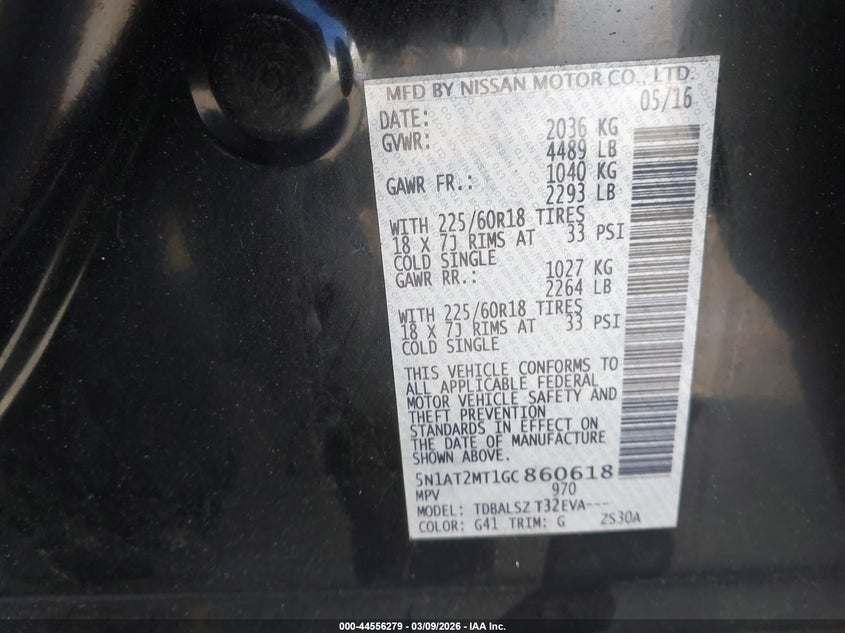 MFD BY NISSAN MOTOR CO., LTD.
DATE: 05/16
GVWR: 2036 KG
4489 LB
GAWR FR.: 1040 KG
2293 LB
WITH 225/60R18 TIRES
18 X 7J RIMS AT 33 PSI
COLD SINGLE
GAWR RR.: 1027 KG
2264 LB
WITH 225/60R18 TIRES
18 X 7J RIMS AT 33 PSI
COLD SINGLE
THIS VEHICLE CONFORMS TO
ALL APPLICABLE FEDERAL
MOTOR VEHICLE SAFETY AND
THEFT PREVENTION
STANDARDS IN EFFECT ON
THE DATE OF MANUFACTURE
SHOWN ABOVE.
5N1AT2MT1GC860618
MPV 970
MODEL: TDBALSZ T32EVA---
COLOR: G41 TRIM: G ZS30A
000-44556279 | 03/09/2026 | IAA Inc.